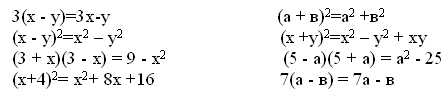 3(x - y)=3x-y (a + в)²=a² +в²
(x - y)²=x² – y² (x +y)²=x² – y² + xy
(3 + x)(3 - x) = 9 - x² (5 - a)(5 + a) = a² - 25
(x+4)²= x²+ 8x +16 7(a - в) = 7a - в